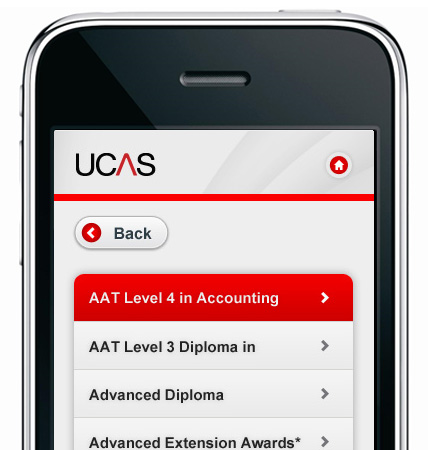 UCAS
Back
AAT Level 4 in Accounting
AAT Level 3 Diploma in
Advanced Diploma
Advanced Extension Awards*